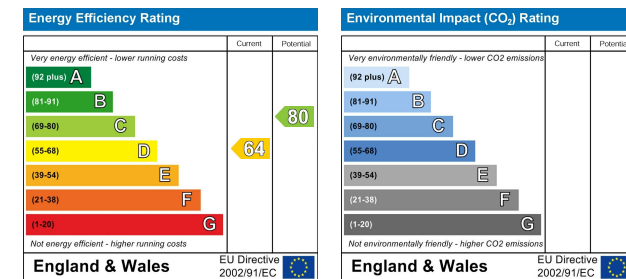 Energy Efficiency Rating
Current Potential
Very energy efficient - lower running costs
(92 plus) A
(81-91) B
(69-80) C
(55-68) D
(39-54) E
(21-38) F
(1-20) G
64
80
Not energy efficient - higher running costs
England & Wales
EU Directive
2002/91/EC
Environmental Impact (CO₂) Rating
Current Potential
Very environmentally friendly - lower CO2 emissions
(92 plus) A
(81-91) B
(69-80) C
(55-68) D
(39-54) E
(21-38) F
(1-20) G
Not environmentally friendly - higher CO2 emissions
England & Wales
EU Directive
2002/91/EC